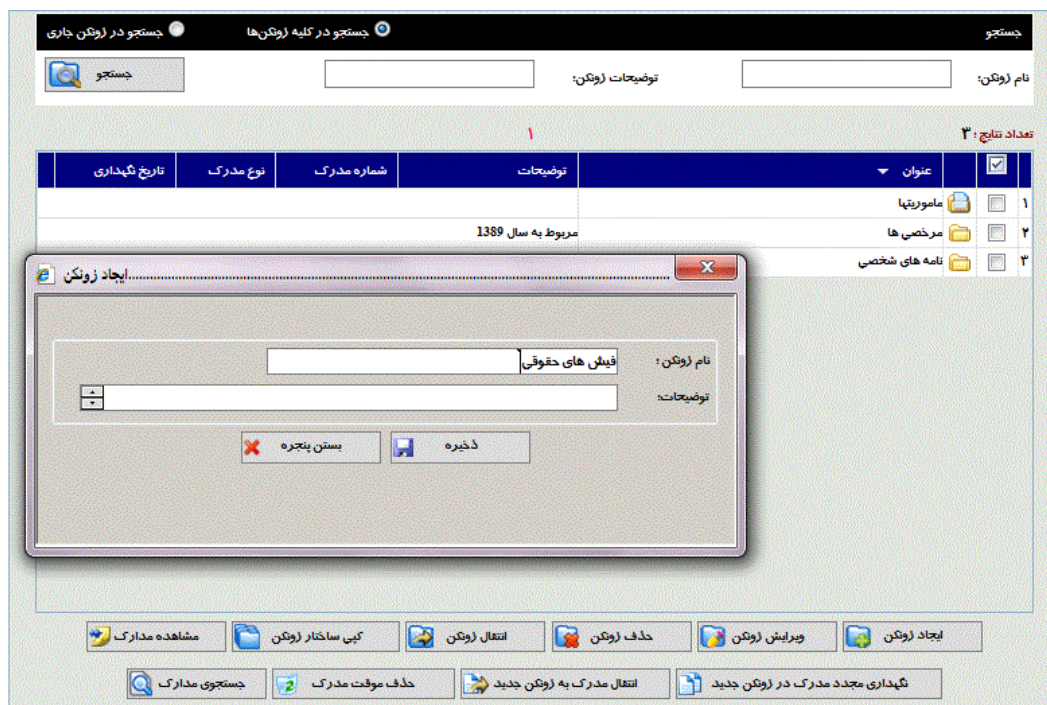 جستجو جستجو در کلیه زونکن‌ها جستجو در زونکن جاری
نام زونکن: توضیحات زونکن: جستجو
تعداد نتایج : ۳ ۱
عنوان توضیحات شماره مدرک نوع مدرک تاریخ نگهداری
۱ ماموریتها
۲ مرخصی ها مربوط به سال 1389
۳ نامه های شخصی
ایجاد زونکن
نام زونکن : فیش های حقوقی
توضیحات:
ذخیره بستن پنجره
ایجاد زونکن ویرایش زونکن حذف زونکن انتقال زونکن کپی ساختار زونکن مشاهده مدارک
نگهداری مجدد مدرک در زونکن جدید انتقال مدرک به زونکن جدید حذف موقت مدرک جستجوی مدارک